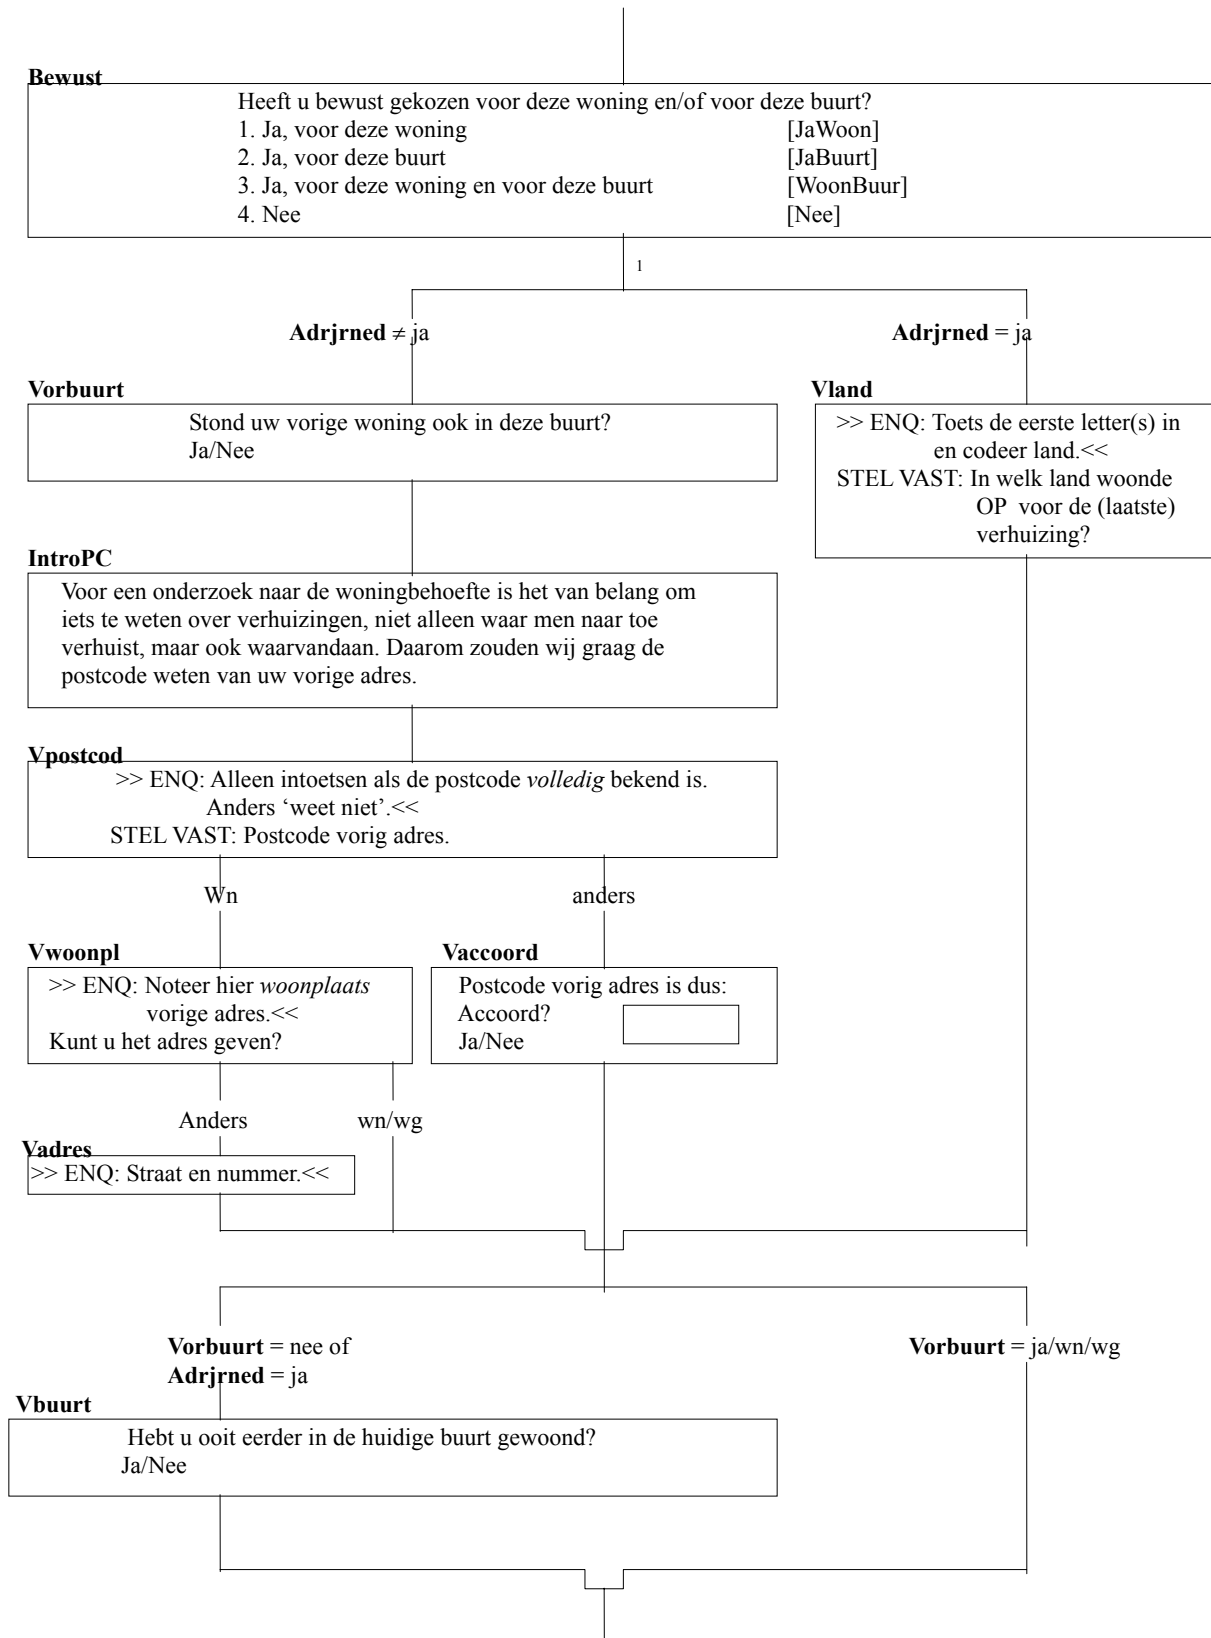 Bewust
Heeft u bewust gekozen voor deze woning en/of voor deze buurt?
1. Ja, voor deze woning [JaWoon]
2. Ja, voor deze buurt [JaBuurt]
3. Ja, voor deze woning en voor deze buurt [WoonBuur]
4. Nee [Nee]
1
Adrjrned ≠ ja
Adrjrned = ja
Vorbuurt
Stond uw vorige woning ook in deze buurt?
Ja/Nee
Vland
>> ENQ: Toets de eerste letter(s) in
en codeer land.<<
STEL VAST: In welk land woonde
OP voor de (laatste)
verhuizing?
IntroPC
Voor een onderzoek naar de woningbehoefte is het van belang om
iets te weten over verhuizingen, niet alleen waar men naar toe
verhuist, maar ook waarvandaan. Daarom zouden wij graag de
postcode weten van uw vorige adres.
Vpostcod
>> ENQ: Alleen intoetsen als de postcode volledig bekend is.
Anders ‘weet niet’.<<
STEL VAST: Postcode vorig adres.
Wn
anders
Vwoonpl
>> ENQ: Noteer hier woonplaats
vorige adres.<<
Kunt u het adres geven?
Vaccoord
Postcode vorig adres is dus:
Accoord?
Ja/Nee
Anders
wn/wg
Vadres
>> ENQ: Straat en nummer.<<
Vorbuurt = nee of
Adrjrned = ja
Vorbuurt = ja/wn/wg
Vbuurt
Hebt u ooit eerder in de huidige buurt gewoond?
Ja/Nee